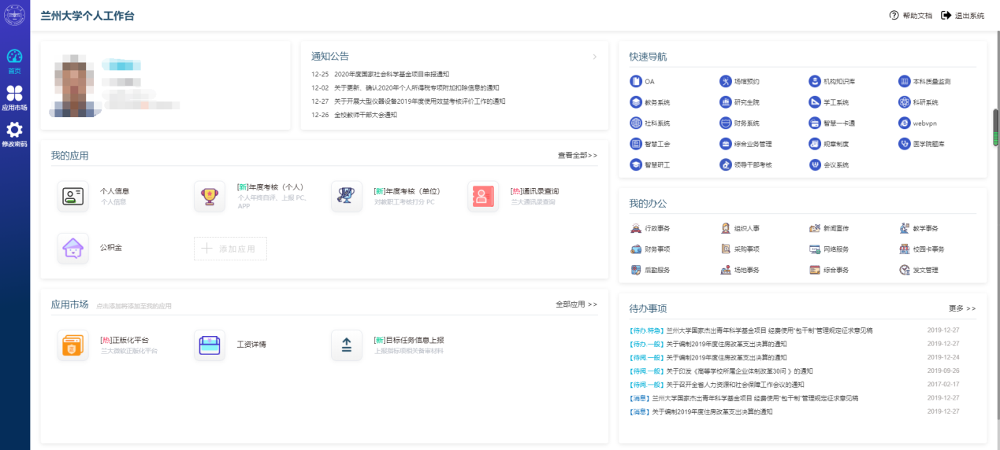 兰州大学个人工作台
帮助文档 退出系统
首页
应用市场
修改密码
通知公告
12-25 2020年度国家社会科学基金项目申报通知
12-02 关于更新、确认2020年个人所得税专项附加扣除信息的通知
12-27 关于开展大型仪器设备2019年度使用效益考核评价工作的通知
12-26 全校教师干部大会通知
我的应用 查看全部>>
个人信息
个人信息
[新]年度考核（个人）
个人年终自评、上报 PC、
APP
[新]年度考核（单位）
对教职工考核打分 PC
[热]通讯录查询
兰大通讯录查询
公积金
添加应用
应用市场 点击添加将添加至我的应用 全部应用 >>
[热]正版化平台
兰大微软正版化平台
工资详情
[新]目标任务信息上报
上报指标项相关备审材料
快速导航
OA 场馆预约 机构知识库 本科质量监测
教务系统 研究生院 学工系统 科研系统
社科系统 财务系统 智慧一卡通 webvpn
智慧工会 综合业务管理 规章制度 医学院题库
智慧研工 领导干部考核 会议系统
我的办公
行政事务 组织人事 新闻宣传 教学事务
财务事项 采购事项 网络服务 校园卡事务
后勤服务 场地事务 综合事务 发文管理
待办事项 更多 >>
【待办.特急】兰州大学国家杰出青年科学基金项目 经费使用“包干制”管理规定征求意见稿 2019-12-27
【待办.一般】关于编制2019年度住房改革支出决算的通知 2019-12-27
【待阅.一般】关于编制2019年度住房改革支出决算的通知 2019-12-24
【待阅.一般】关于印发《高等学校所属企业体制改革30问 》的通知 2019-09-26
【待阅.一般】关于召开全省人力资源和社会保障工作会议的通知 2017-02-17
【消息】兰州大学国家杰出青年科学基金项目 经费使用“包干制”管理规定征求意见稿 2019-12-27
【消息】关于编制2019年度住房改革支出决算的通知 2019-12-27